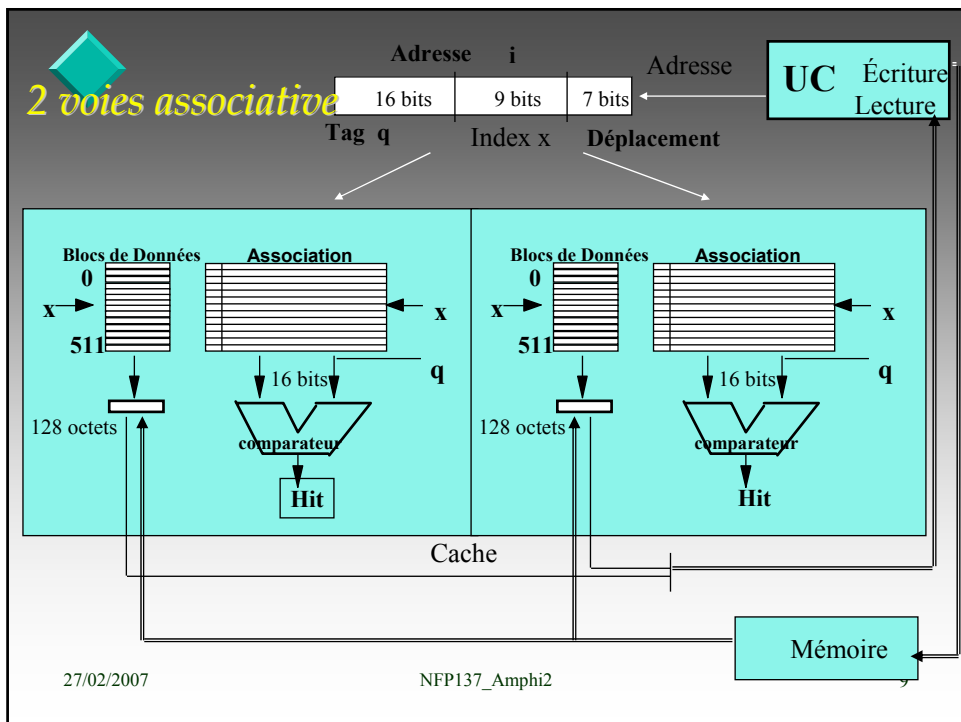 2 voies associative
Adresse i
16 bits 9 bits 7 bits
Tag q Index x Déplacement
Adresse
UC Écriture
Lecture
Blocs de Données Association
0
x x
511
q
16 bits
128 octets
comparateur
Hit
Blocs de Données Association
0
x x
511
q
16 bits
128 octets
comparateur
Hit
Cache
Mémoire
27/02/2007 NFP137_Amphi2 9